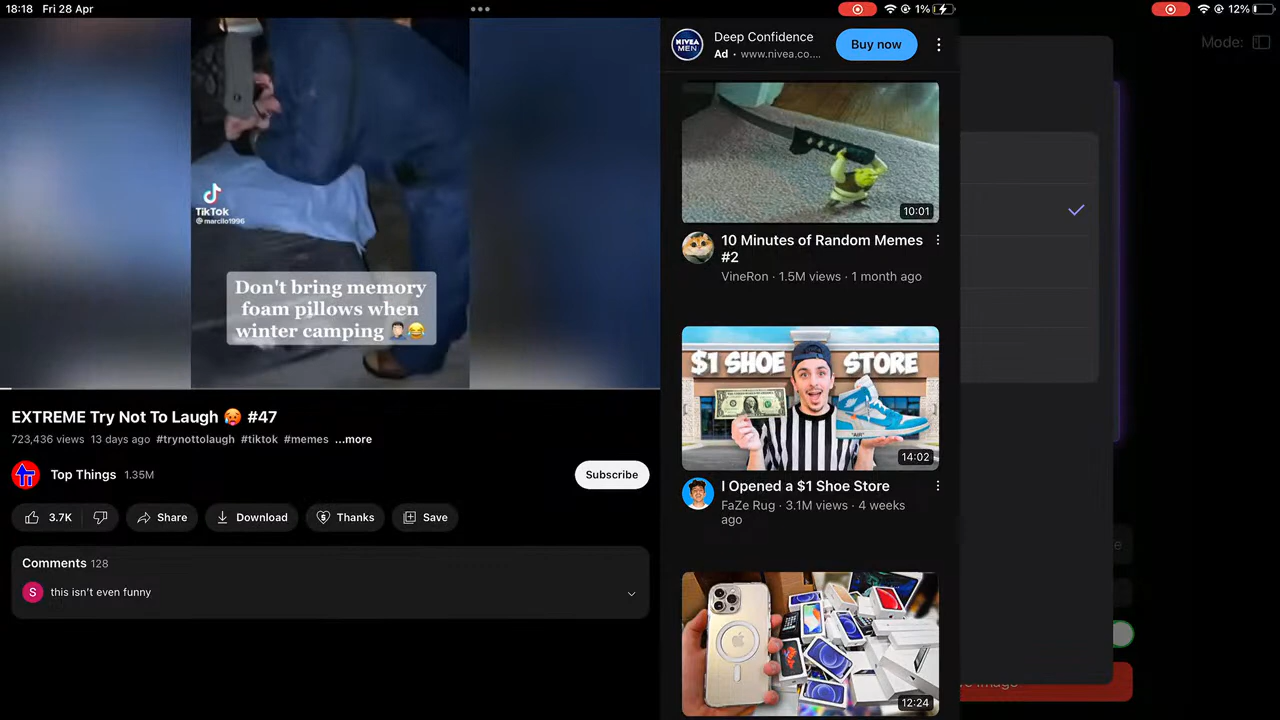 18:18 Fri 28 Apr
1%
12%
Mode:
TikTok
@marcilo1996
Don't bring memory
foam pillows when
winter camping 🤦🏻‍♂️😂
EXTREME Try Not To Laugh 🥵 #47
723,436 views 13 days ago #trynottolaugh #tiktok #memes ...more
Top Things 1.35M
Subscribe
3.7K
Share
Download
Thanks
Save
Comments 128
S
this isn't even funny
NIVEA
MEN
Deep Confidence
Ad · www.nivea.co....
Buy now
10:01
10 Minutes of Random Memes
#2
VineRon · 1.5M views · 1 month ago
$1 SHOE STORE
"AIR"
14:02
I Opened a $1 Shoe Store
FaZe Rug · 3.1M views · 4 weeks
ago
12:24